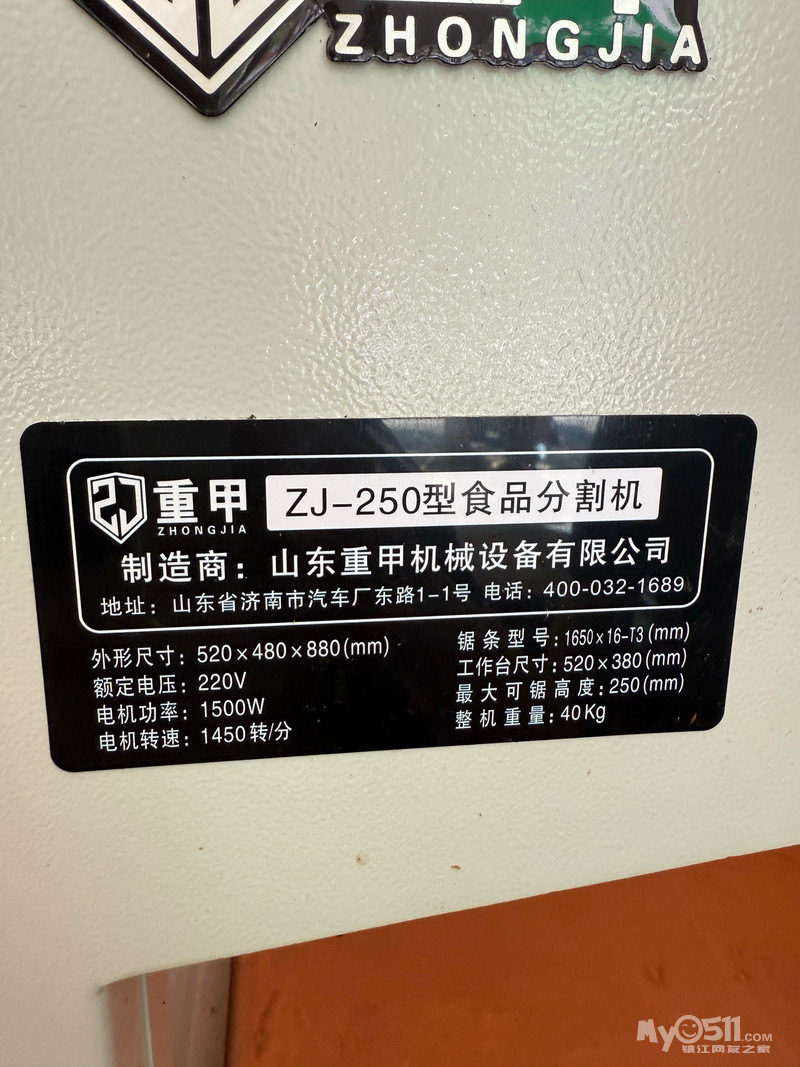 ZHONGJIA
重甲
ZHONGJIA
ZJ-250型食品分割机
制造商：山东重甲机械设备有限公司
地址：山东省济南市汽车厂东路1-1号 电话：400-032-1689
外形尺寸：520×480×880(mm)
额定电压：220V
电机功率：1500W
电机转速：1450转/分
锯条型号：1650×16-T3(mm)
工作台尺寸：520×380(mm)
最大可锯高度：250(mm)
整机重量：40Kg
My0511.COM
镇江网友之家